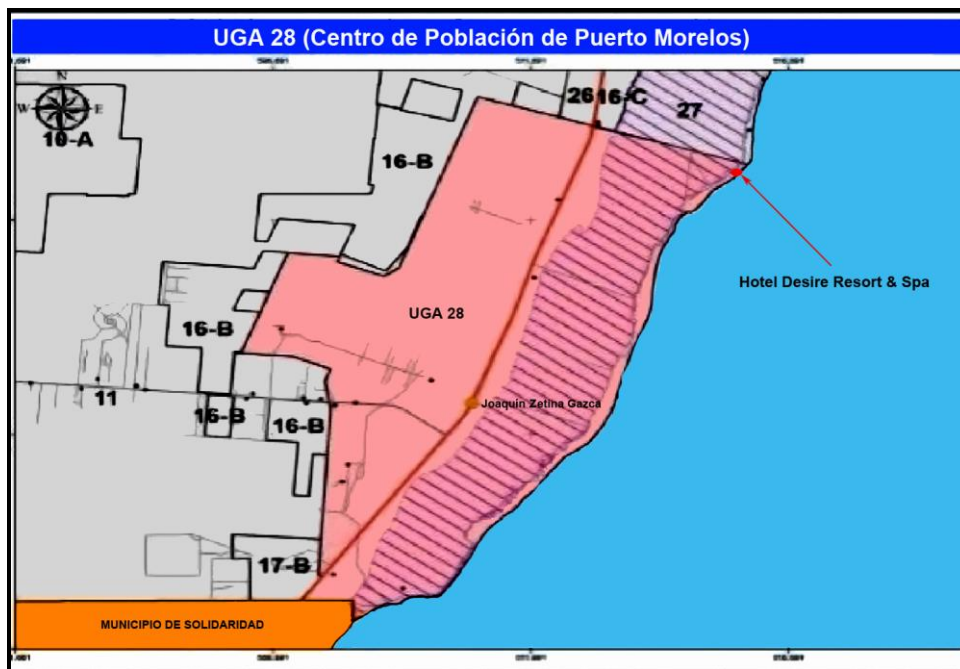 UGA 28 (Centro de Población de Puerto Morelos)
N
W
E
10-A
16-B
26
16-C
27
Hotel Desire Resort & Spa
UGA 28
16-B
11
16-B
16-B
Joaquin Zetina Gazca
17-B
MUNICIPIO DE SOLIDARIDAD